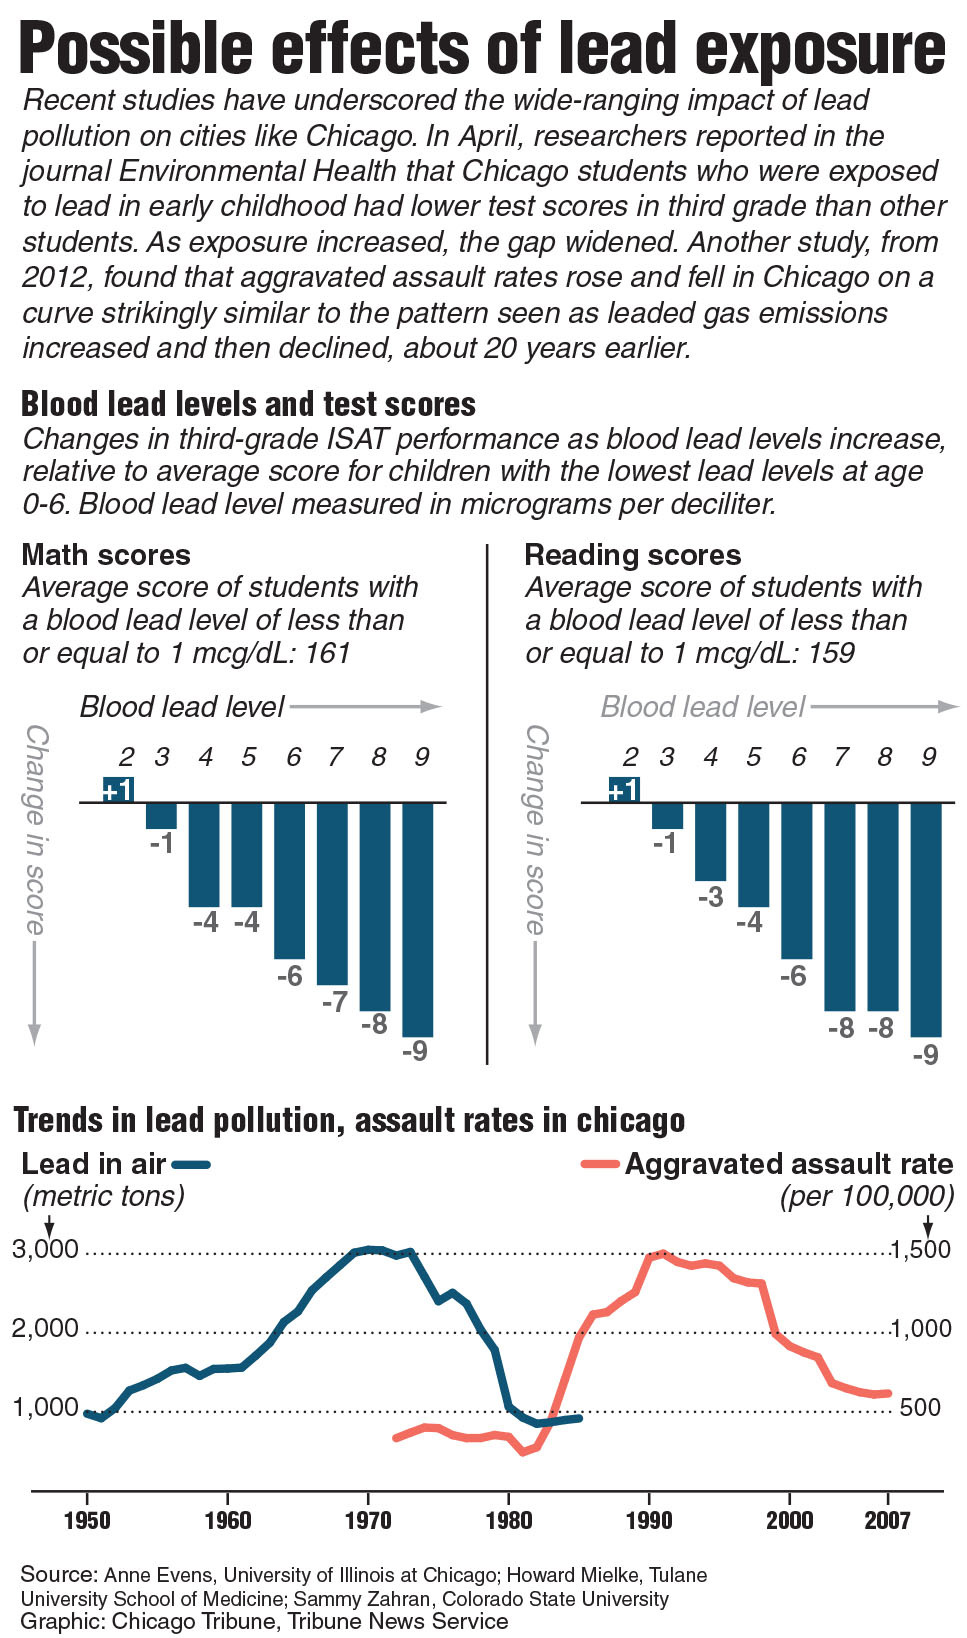 Possible effects of lead exposure
Recent studies have underscored the wide-ranging impact of lead
pollution on cities like Chicago. In April, researchers reported in the
journal Environmental Health that Chicago students who were exposed
to lead in early childhood had lower test scores in third grade than other
students. As exposure increased, the gap widened. Another study, from
2012, found that aggravated assault rates rose and fell in Chicago on a
curve strikingly similar to the pattern seen as leaded gas emissions
increased and then declined, about 20 years earlier.
Blood lead levels and test scores
Changes in third-grade ISAT performance as blood lead levels increase,
relative to average score for children with the lowest lead levels at age
0-6. Blood lead level measured in micrograms per deciliter.
Math scores
Average score of students with
a blood lead level of less than
or equal to 1 mcg/dL: 161
Blood lead level
Change in score
2 3 4 5 6 7 8 9
+1
-1
-4
-4
-6
-7
-8
-9
Reading scores
Average score of students with
a blood lead level of less than
or equal to 1 mcg/dL: 159
Blood lead level
Change in score
2 3 4 5 6 7 8 9
+1
-1
-3
-4
-6
-8
-8
-9
Trends in lead pollution, assault rates in chicago
Lead in air
(metric tons)
Aggravated assault rate
(per 100,000)
3,000 1,500
2,000 1,000
1,000 500
1950 1960 1970 1980 1990 2000 2007
Source: Anne Evens, University of Illinois at Chicago; Howard Mielke, Tulane
University School of Medicine; Sammy Zahran, Colorado State University
Graphic: Chicago Tribune, Tribune News Service